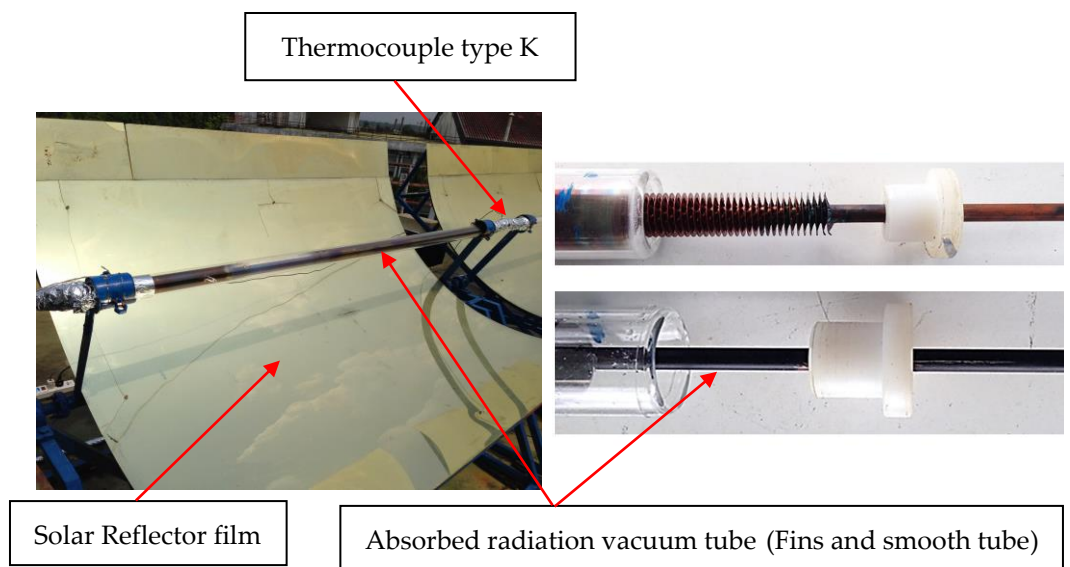 Thermocouple type K
Solar Reflector film
Absorbed radiation vacuum tube (Fins and smooth tube)